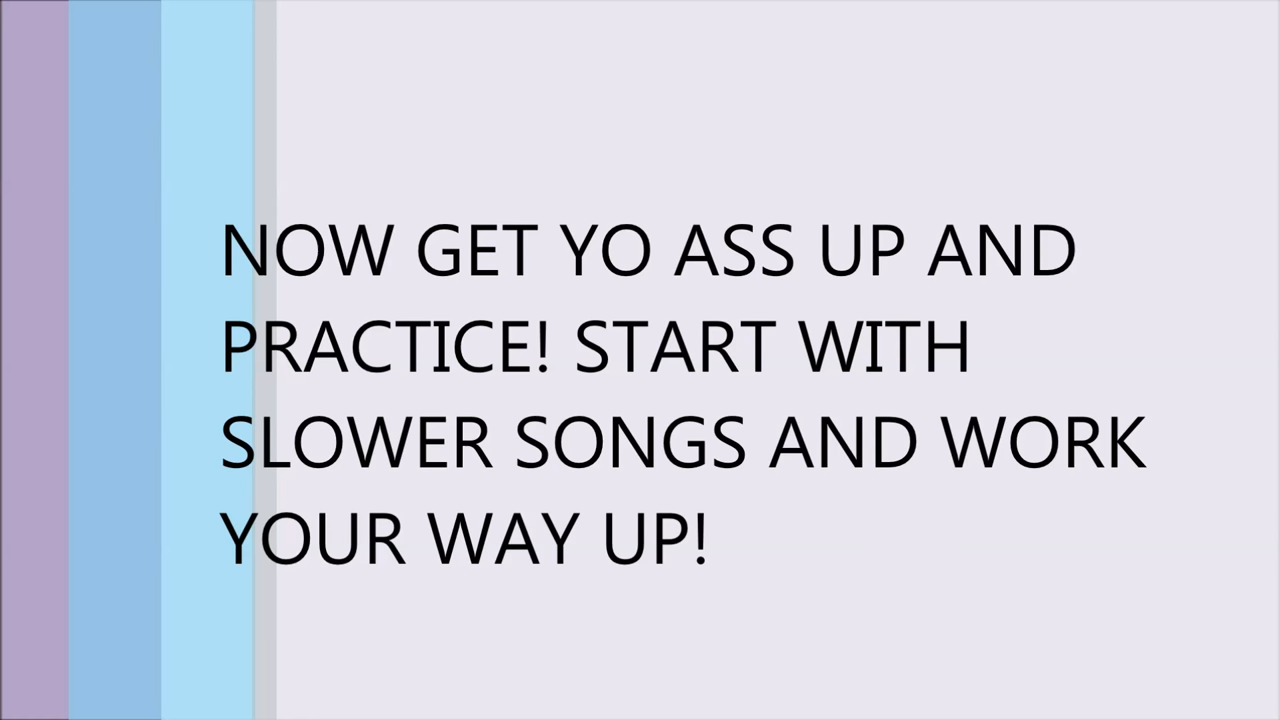 NOW GET YO ASS UP AND
PRACTICE! START WITH
SLOWER SONGS AND WORK
YOUR WAY UP!